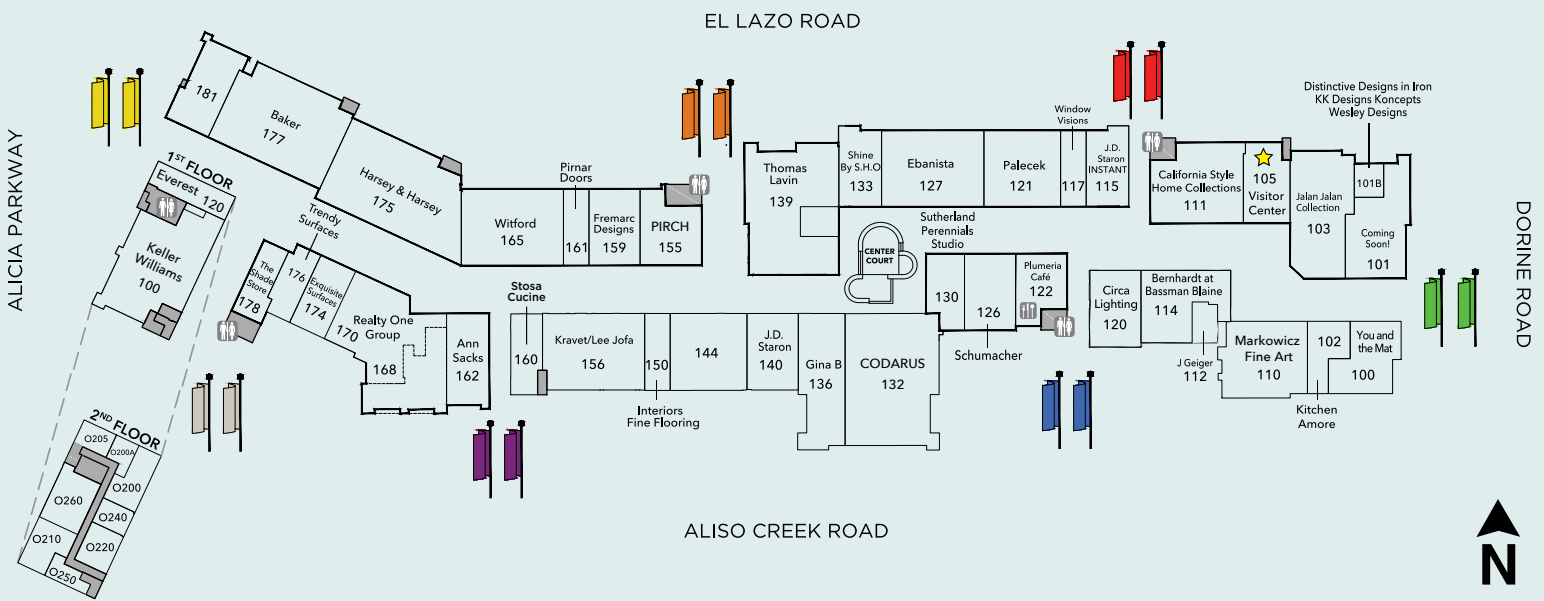 EL LAZO ROAD
ALICIA PARKWAY
DORINE ROAD
ALISO CREEK ROAD
181
Baker
177
Harsey & Harsey
175
Witford
165
Pirnar
Doors
161
Fremarc
Designs
159
PIRCH
155
Thomas
Lavin
139
Shine
By S.H.O
133
Ebanista
127
Palecek
121
Window
Visions
117
J.D.
Staron
INSTANT
115
California Style
Home Collections
111
105
Visitor
Center
Jalan Jalan
Collection
103
Distinctive Designs in Iron
KK Designs Koncepts
Wesley Designs
101B
Coming
Soon!
101
1ST FLOOR
Everest 120
Keller
Williams
100
2ND FLOOR
O205
O200A
O200
O260
O240
O210
O220
O250
The
Shade
Store
178
Trendy
Surfaces
176
Exquisite
Surfaces
174
170
Realty One
Group
168
Ann
Sacks
162
Stosa
Cucine
160
Kravet/Lee Jofa
156
150
Interiors
Fine Flooring
144
J.D.
Staron
140
Gina B
136
CODARUS
132
CENTER
COURT
Sutherland
Perennials
Studio
130
126
Schumacher
Plumeria
Café
122
Circa
Lighting
120
Bernhardt at
Bassman Blaine
114
J Geiger
112
Markowicz
Fine Art
110
102
Kitchen
Amore
You and
the Mat
100
N